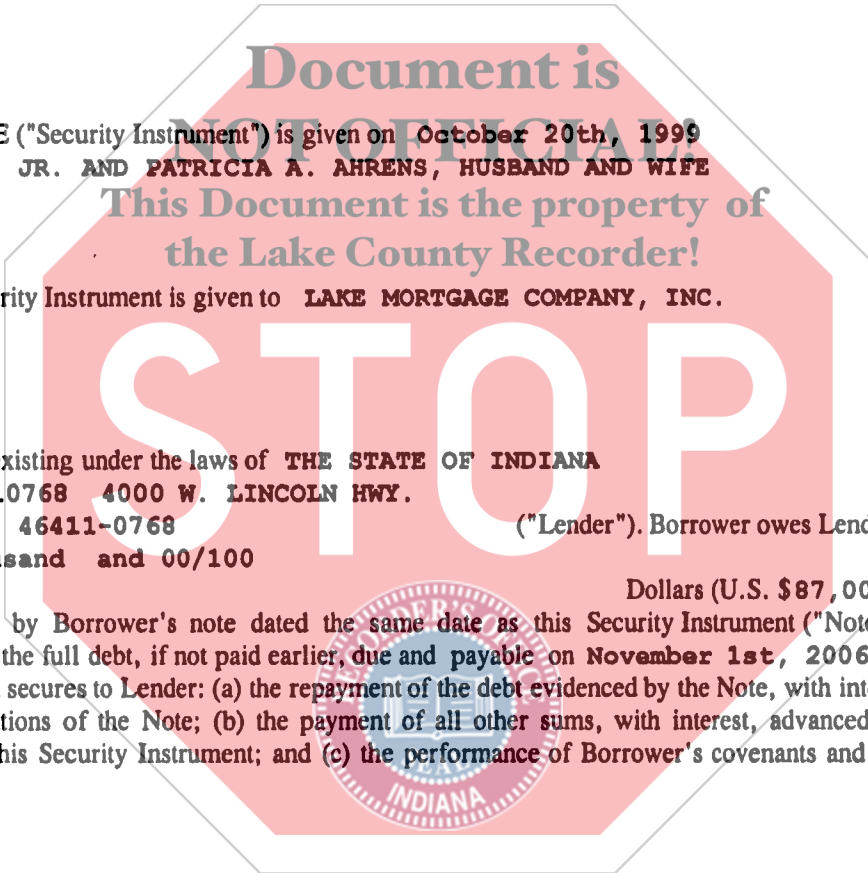 Document is
E ("Security Instrument") is given on October 20th, 1999
NOT OFFICIAL!
JR. AND PATRICIA A. AHRENS, HUSBAND AND WIFE
This Document is the property of
the Lake County Recorder!
rity Instrument is given to LAKE MORTGAGE COMPANY, INC.
STOP
xisting under the laws of THE STATE OF INDIANA
.0768 4000 W. LINCOLN HWY.
46411-0768 ("Lender"). Borrower owes Lend
usand and 00/100
Dollars (U.S. $87,00
by Borrower's note dated the same date as this Security Instrument ("Note
the full debt, if not paid earlier, due and payable on November 1st, 2006
secures to Lender: (a) the repayment of the debt evidenced by the Note, with int
tions of the Note; (b) the payment of all other sums, with interest, advanced
his Security Instrument; and (c) the performance of Borrower's covenants and
RECORDER'S OFFICE
SEAL
INDIANA